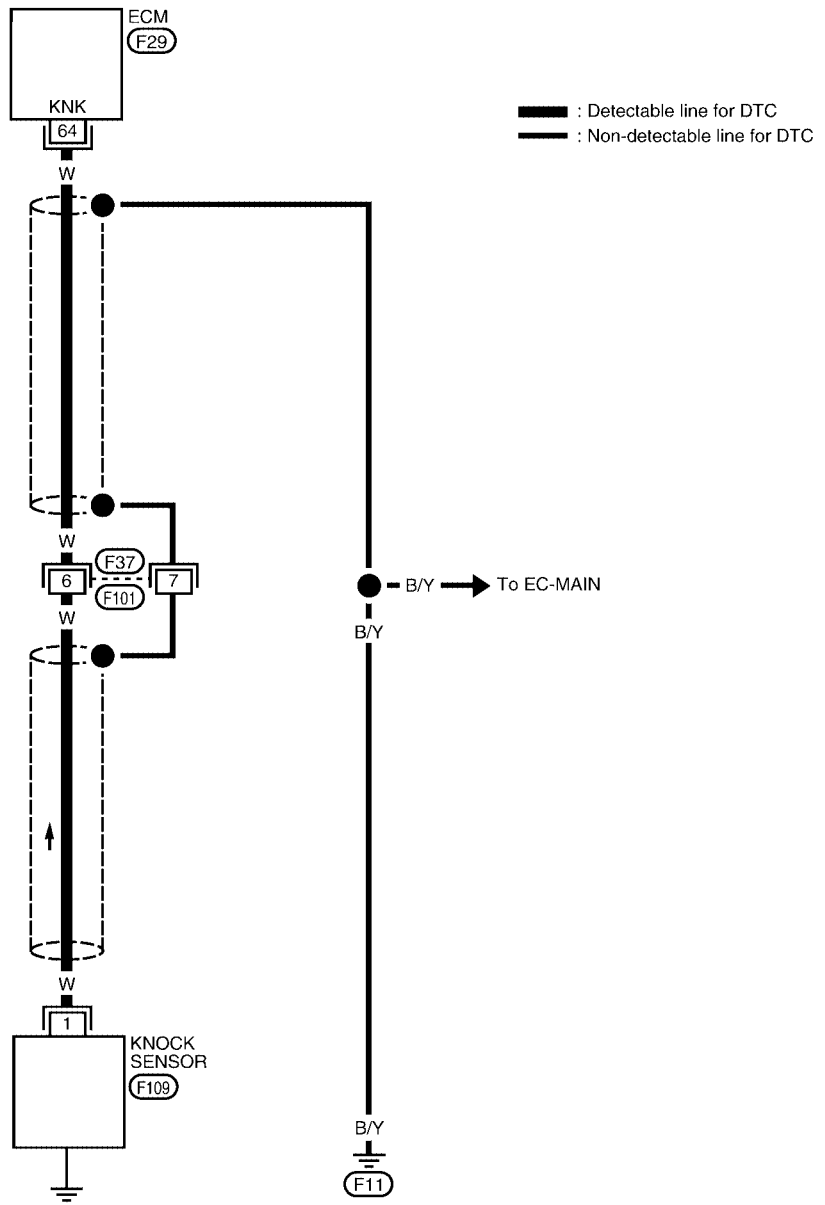 ECM
F29
KNK
64
: Detectable line for DTC
: Non-detectable line for DTC
W
W
F37
6
7
F101
W
B/Y
To EC-MAIN
B/Y
W
1
KNOCK
SENSOR
F109
B/Y
F11